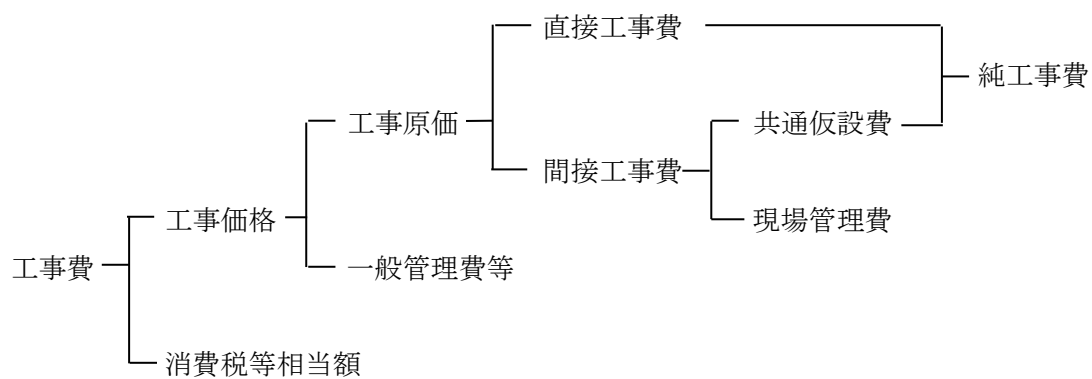 直接工事費
純工事費
工事原価
共通仮設費
間接工事費
工事価格
現場管理費
工事費
一般管理費等
消費税等相当額